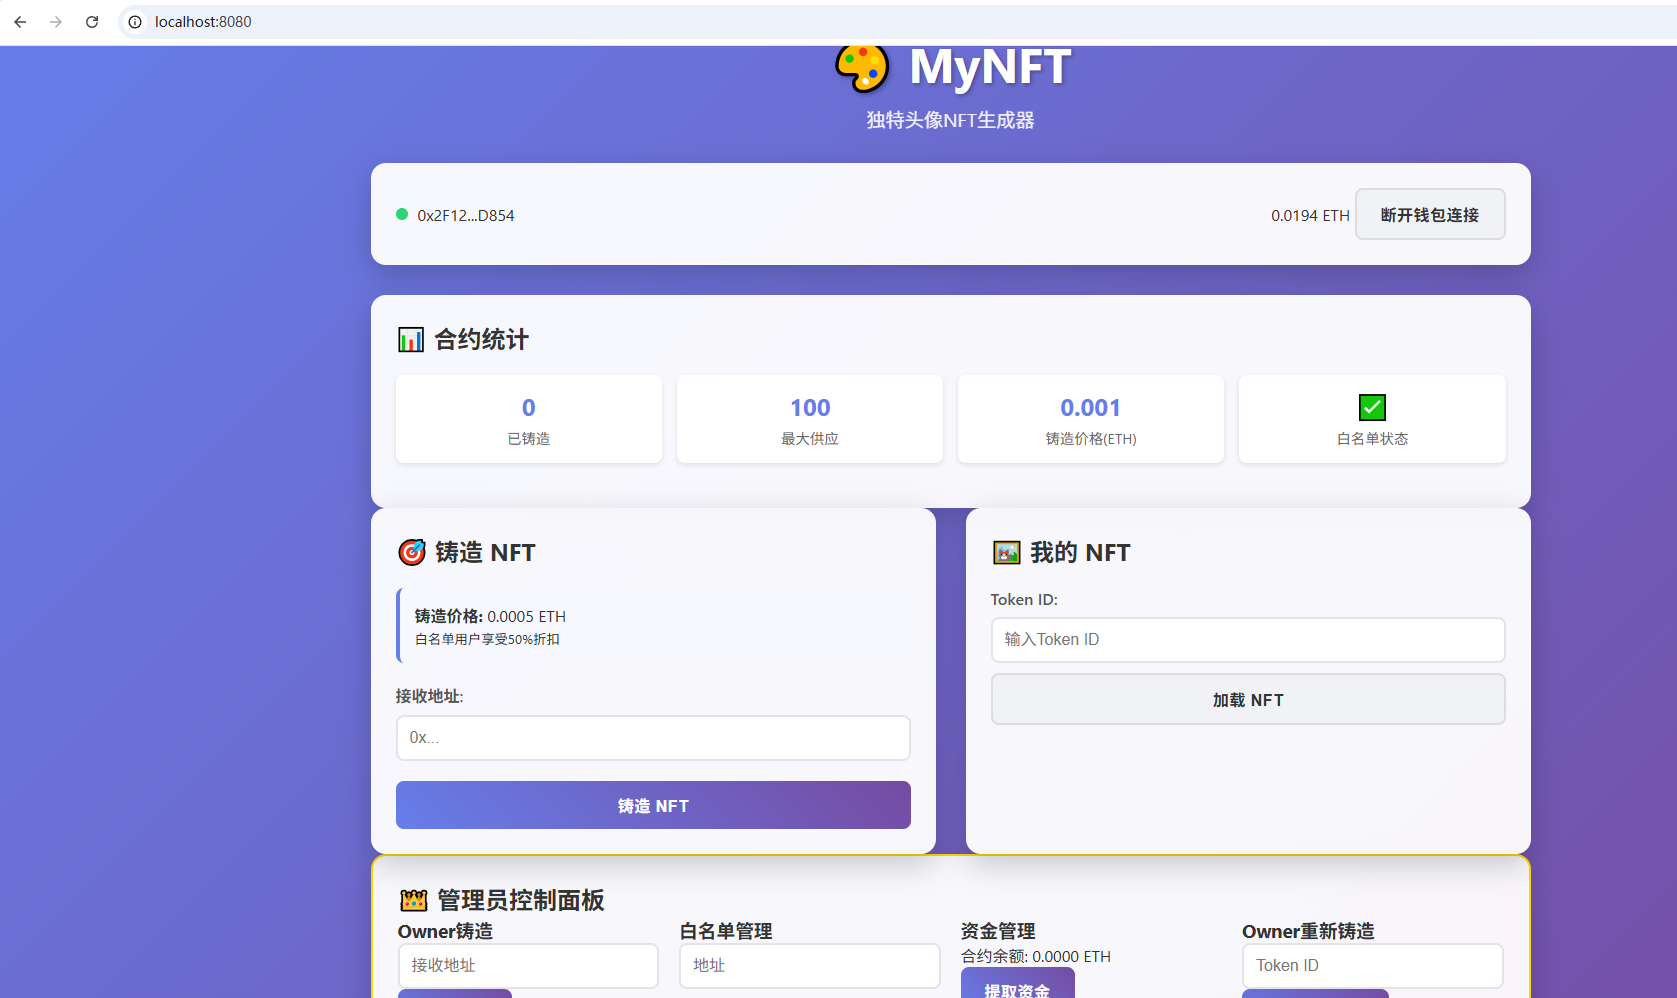 localhost:8080
MyNFT
独特头像NFT生成器
0x2F12...D854
0.0194 ETH
断开钱包连接
合约统计
0
已铸造
100
最大供应
0.001
铸造价格(ETH)
白名单状态
铸造 NFT
铸造价格: 0.0005 ETH
白名单用户享受50%折扣
接收地址:
0x...
铸造 NFT
我的 NFT
Token ID:
输入Token ID
加载 NFT
管理员控制面板
Owner铸造
接收地址
白名单管理
地址
资金管理
合约余额: 0.0000 ETH
提取资金
Owner重新铸造
Token ID